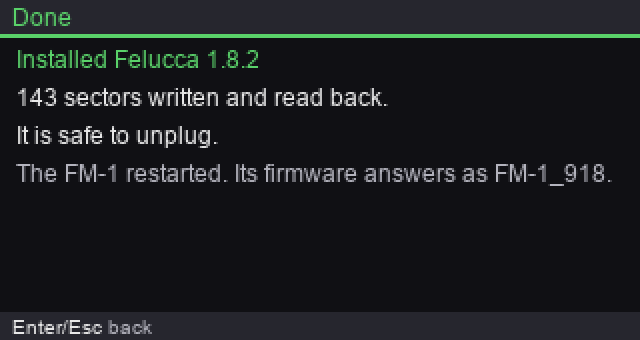 Done
Installed Felucca 1.8.2
143 sectors written and read back.
It is safe to unplug.
The FM-1 restarted. Its firmware answers as FM-1_918.
Enter/Esc back